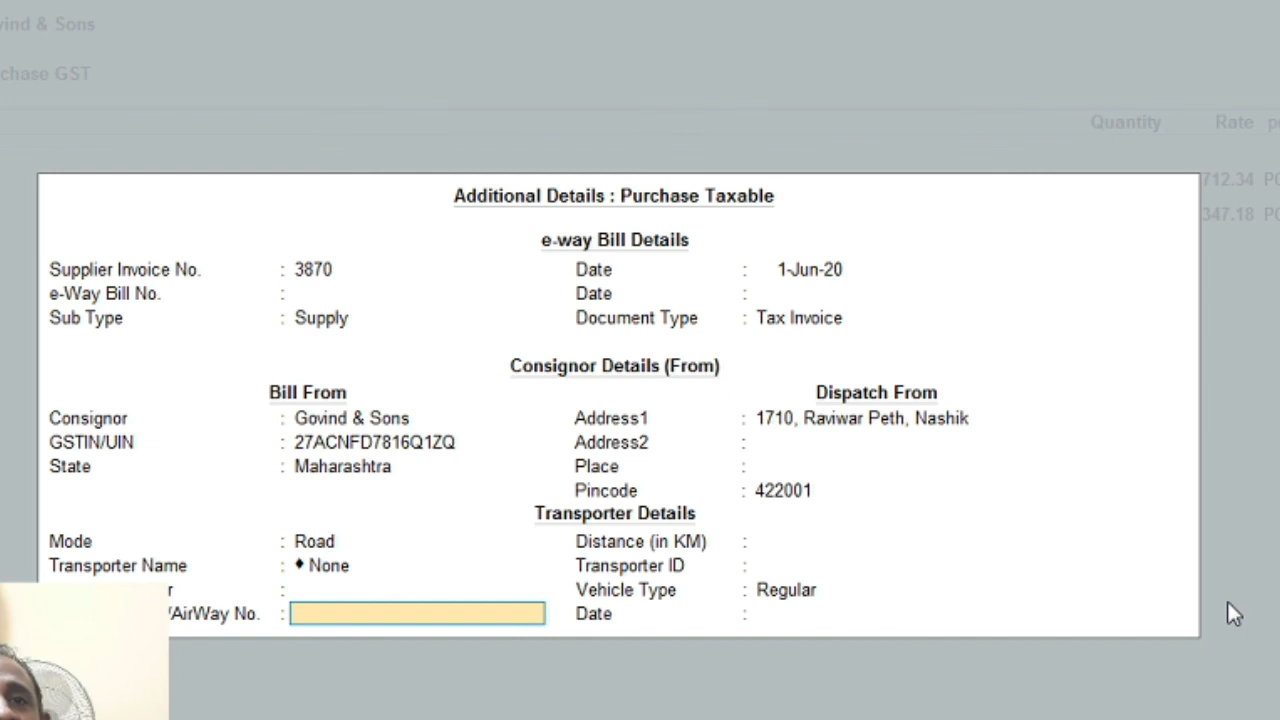 vind & Sons
chase GST
Quantity Rate
712.34
347.18
Additional Details : Purchase Taxable
e-way Bill Details
Supplier Invoice No. : 3870 Date : 1-Jun-20
e-Way Bill No. : Date :
Sub Type : Supply Document Type : Tax Invoice
Consignor Details (From)
Bill From Dispatch From
Consignor : Govind & Sons Address1 : 1710, Raviwar Peth, Nashik
GSTIN/UIN : 27ACNFD7816Q1ZQ Address2 :
State : Maharashtra Place :
Pincode : 422001
Transporter Details
Mode : Road Distance (in KM) :
Transporter Name : ♦ None Transporter ID :
r : Vehicle Type : Regular
/AirWay No. : Date :